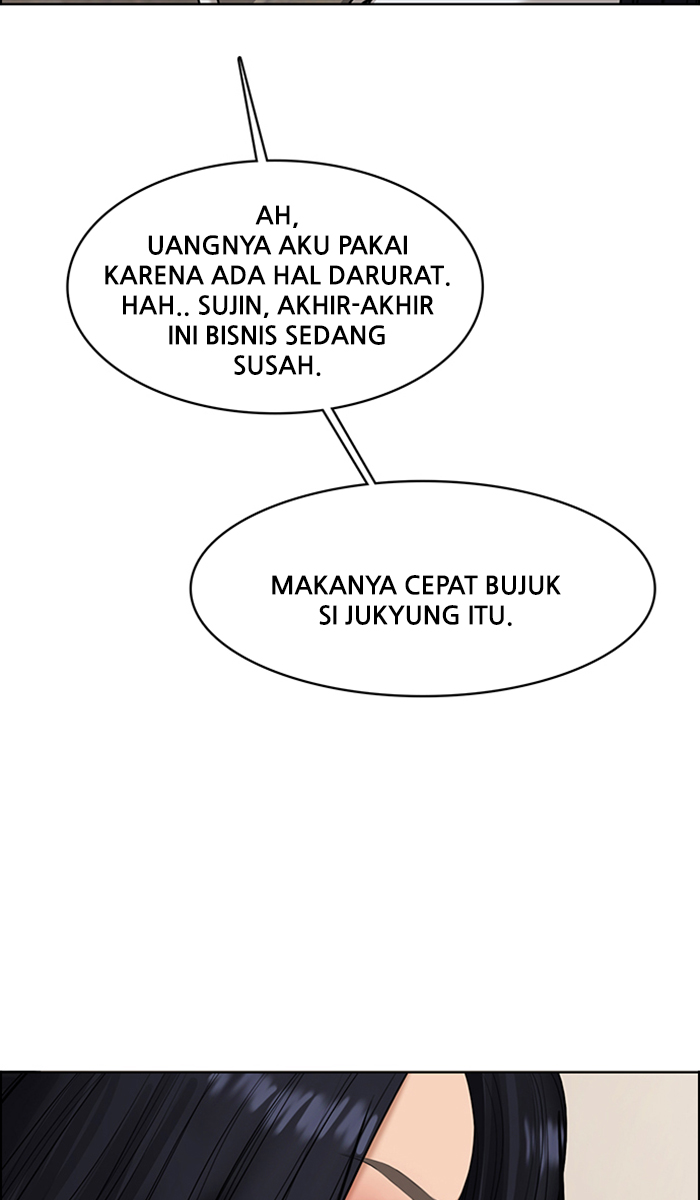 AH,
UANGNYA AKU PAKAI
KARENA ADA HAL DARURAT.
HAH.. SUJIN, AKHIR-AKHIR
INI BISNIS SEDANG
SUSAH.
MAKANYA CEPAT BUJUK
SI JUKYUNG ITU.